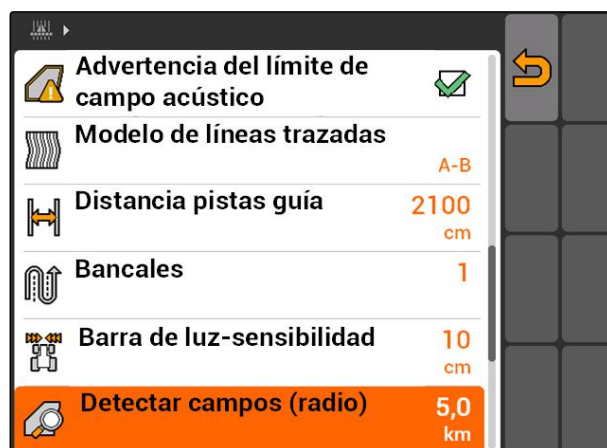 Advertencia del límite de
campo acústico
Modelo de líneas trazadas
A-B
Distancia pistas guía
2100
cm
Bancales
1
Barra de luz-sensibilidad
10
cm
Detectar campos (radio)
5,0
km